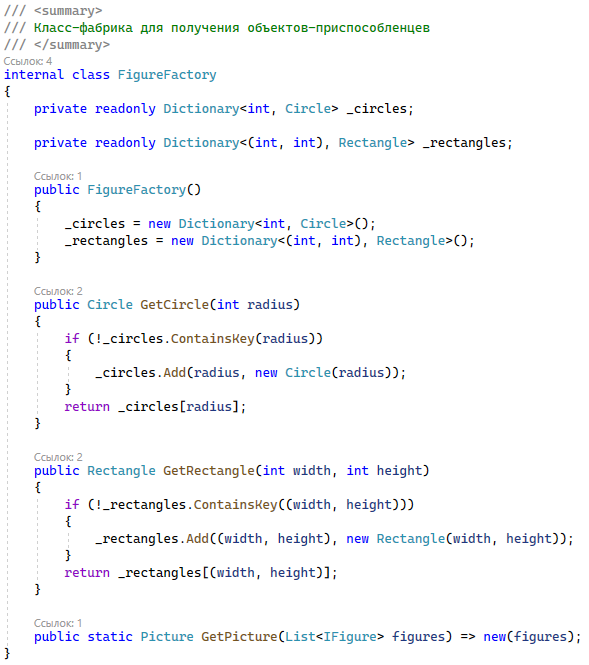 /// <summary>
/// Класс-фабрика для получения объектов-приспособленцев
/// </summary>
Ссылок: 4
internal class FigureFactory
{
    private readonly Dictionary<int, Circle> _circles;
    private readonly Dictionary<(int, int), Rectangle> _rectangles;
    Ссылок: 1
    public FigureFactory()
    {
        _circles = new Dictionary<int, Circle>();
        _rectangles = new Dictionary<(int, int), Rectangle>();
    }
    Ссылок: 2
    public Circle GetCircle(int radius)
    {
        if (!_circles.ContainsKey(radius))
        {
            _circles.Add(radius, new Circle(radius));
        }
        return _circles[radius];
    }
    Ссылок: 2
    public Rectangle GetRectangle(int width, int height)
    {
        if (!_rectangles.ContainsKey((width, height)))
        {
            _rectangles.Add((width, height), new Rectangle(width, height));
        }
        return _rectangles[(width, height)];
    }
    Ссылок: 1
    public static Picture GetPicture(List<IFigure> figures) => new(figures);
}